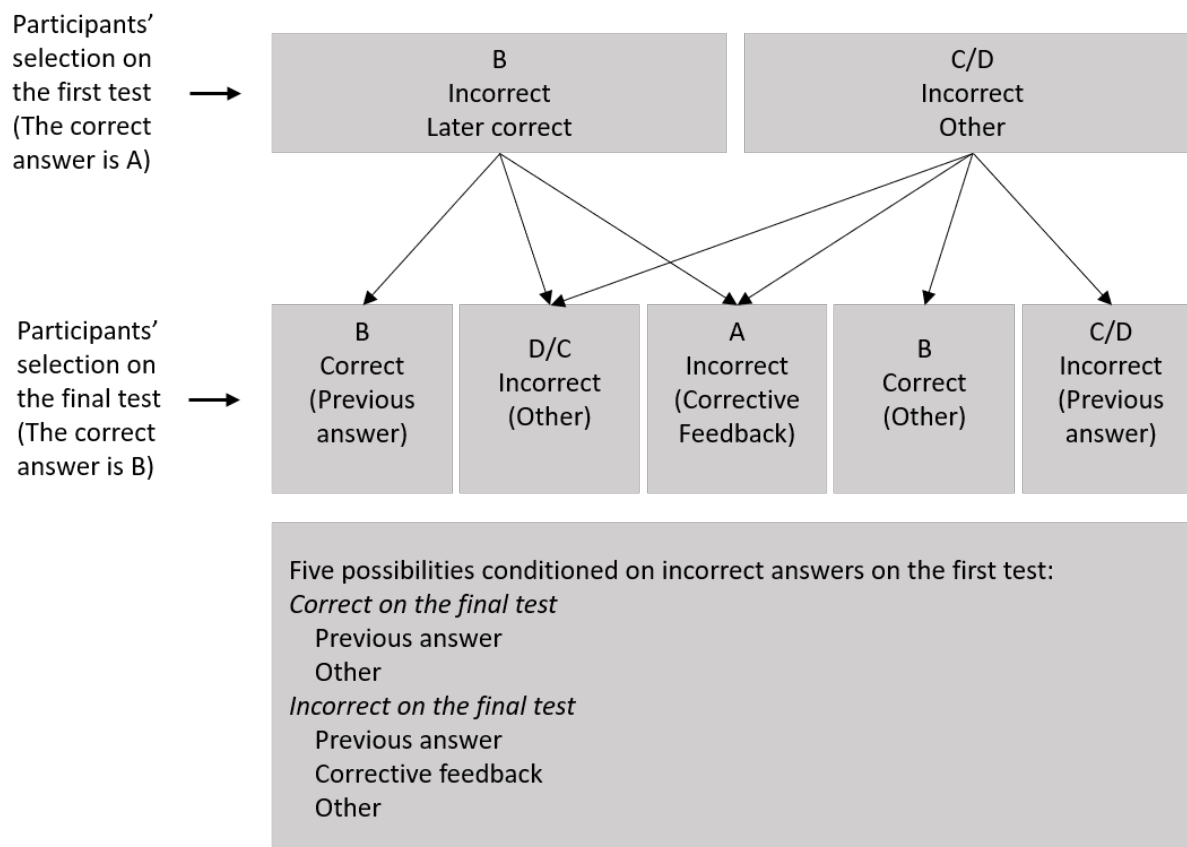 Participants’
selection on
the first test
(The correct
answer is A)
B
Incorrect
Later correct
C/D
Incorrect
Other
Participants’
selection on
the final test
(The correct
answer is B)
B
Correct
(Previous
answer)
D/C
Incorrect
(Other)
A
Incorrect
(Corrective
Feedback)
B
Correct
(Other)
C/D
Incorrect
(Previous
answer)
Five possibilities conditioned on incorrect answers on the first test:
Correct on the final test
Previous answer
Other
Incorrect on the final test
Previous answer
Corrective feedback
Other